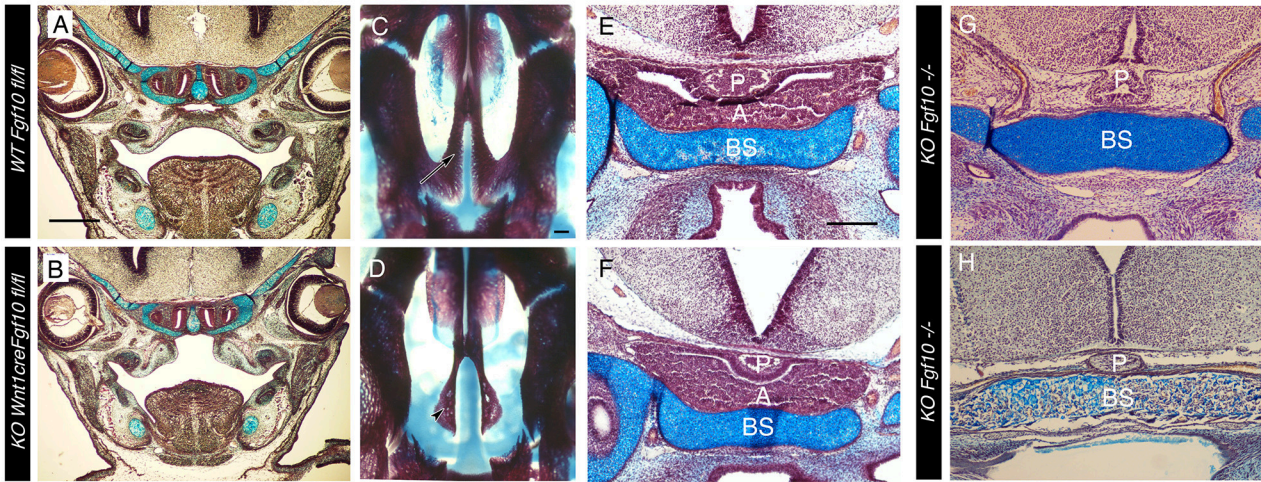 WT Fgf10 fl/fl
A
C
E
P
A
BS
KO Fgf10 -/-
G
P
BS
KO Wnt1creFgf10 fl/fl
B
D
F
P
A
BS
KO Fgf10 -/-
H
P
BS